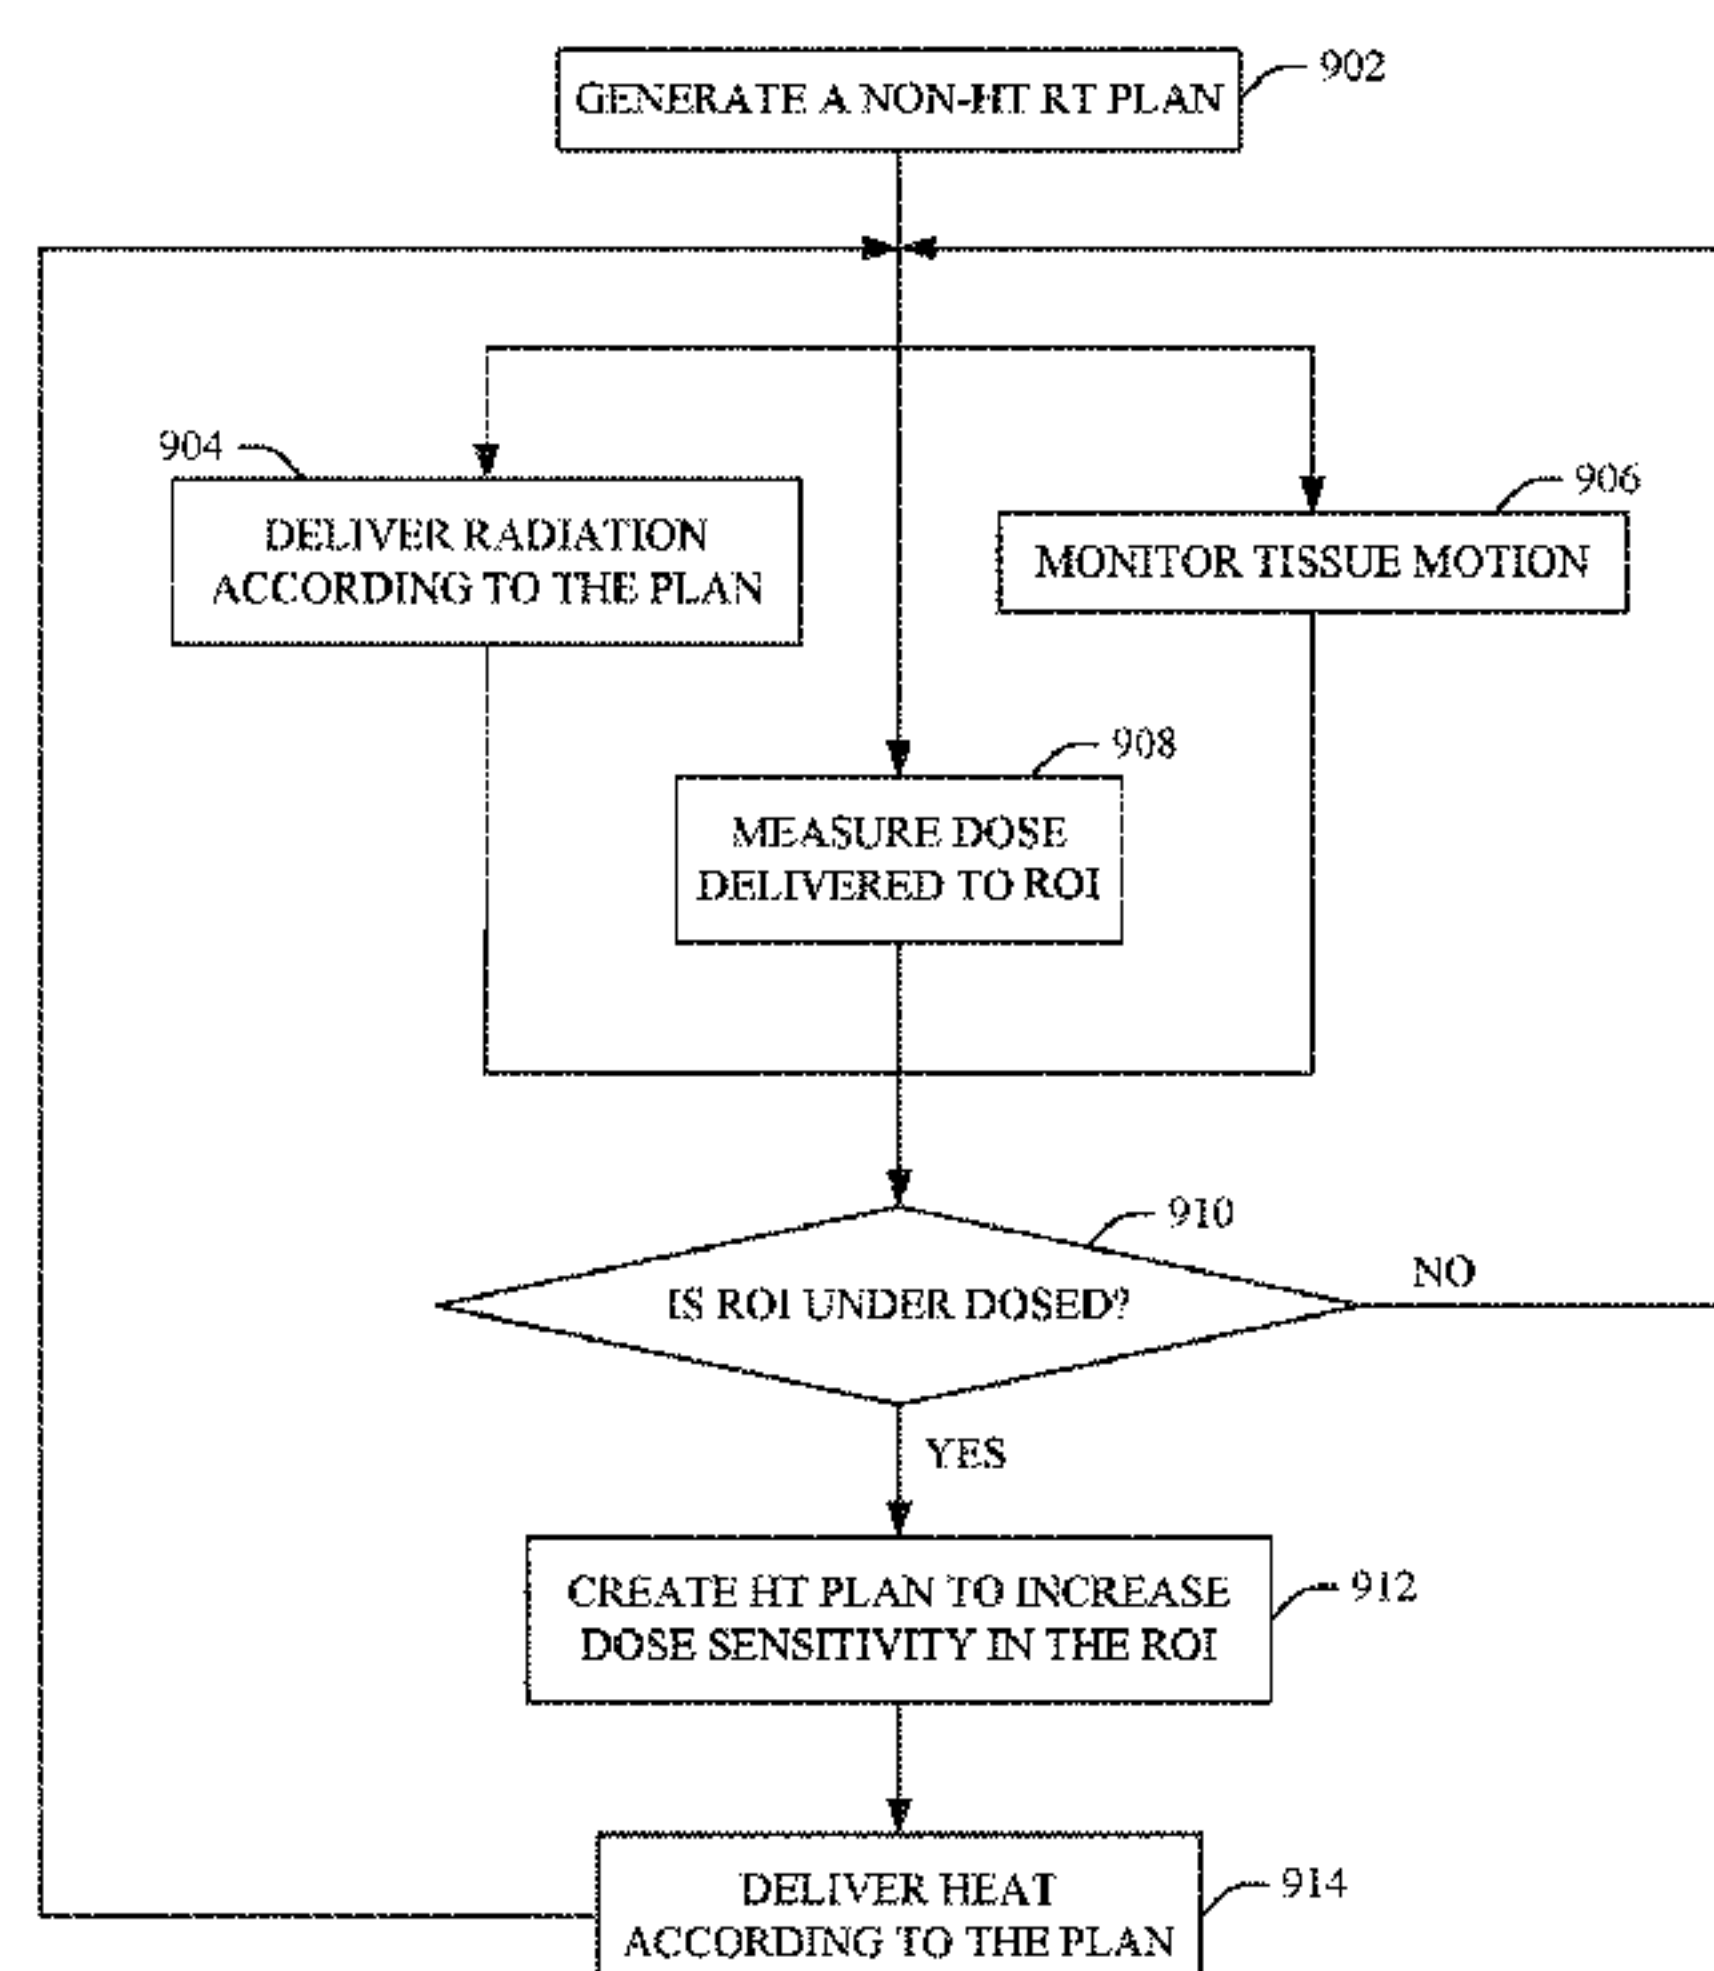 902
GENERATE A NON-HT RT PLAN
904
DELIVER RADIATION
ACCORDING TO THE PLAN
906
MONITOR TISSUE MOTION
908
MEASURE DOSE
DELIVERED TO ROI
910
IS ROI UNDER DOSED?
NO
YES
CREATE HT PLAN TO INCREASE
DOSE SENSITIVITY IN THE ROI
912
DELIVER HEAT
ACCORDING TO THE PLAN
914